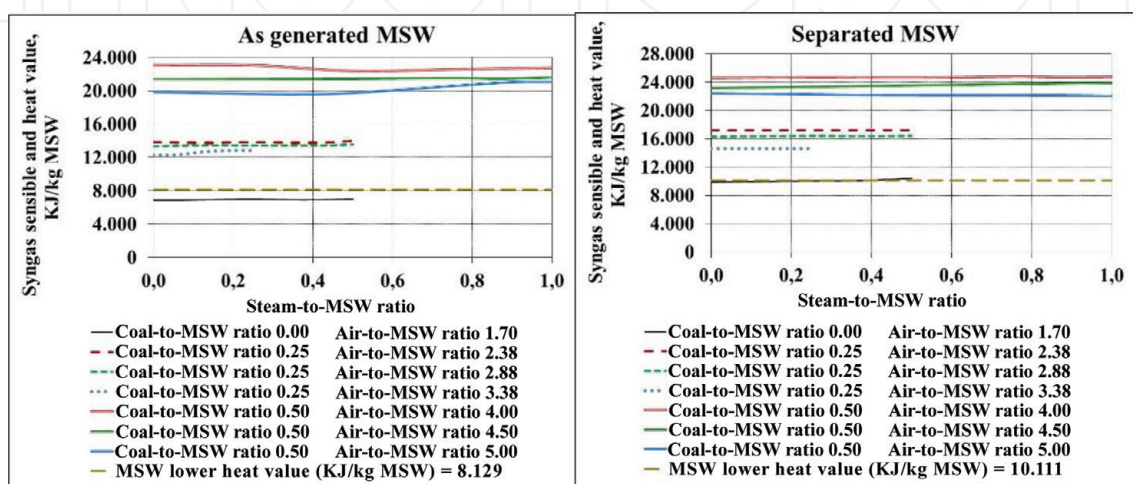 As generated MSW
Syngas sensible and heat value,
KJ/kg MSW
24.000
20.000
16.000
12.000
8.000
4.000
0
0,0 0,2 0,4 0,6 0,8 1,0
Steam-to-MSW ratio
Coal-to-MSW ratio 0.00 Air-to-MSW ratio 1.70
Coal-to-MSW ratio 0.25 Air-to-MSW ratio 2.38
Coal-to-MSW ratio 0.25 Air-to-MSW ratio 2.88
Coal-to-MSW ratio 0.25 Air-to-MSW ratio 3.38
Coal-to-MSW ratio 0.50 Air-to-MSW ratio 4.00
Coal-to-MSW ratio 0.50 Air-to-MSW ratio 4.50
Coal-to-MSW ratio 0.50 Air-to-MSW ratio 5.00
MSW lower heat value (KJ/kg MSW) = 8.129
Separated MSW
Syngas sensible and heat value,
KJ/kg MSW
28.000
24.000
20.000
16.000
12.000
8.000
4.000
0
0,0 0,2 0,4 0,6 0,8 1,0
Steam-to-MSW ratio
Coal-to-MSW ratio 0.00 Air-to-MSW ratio 1.70
Coal-to-MSW ratio 0.25 Air-to-MSW ratio 2.38
Coal-to-MSW ratio 0.25 Air-to-MSW ratio 2.88
Coal-to-MSW ratio 0.25 Air-to-MSW ratio 3.38
Coal-to-MSW ratio 0.50 Air-to-MSW ratio 4.00
Coal-to-MSW ratio 0.50 Air-to-MSW ratio 4.50
Coal-to-MSW ratio 0.50 Air-to-MSW ratio 5.00
MSW lower heat value (KJ/kg MSW) = 10.111